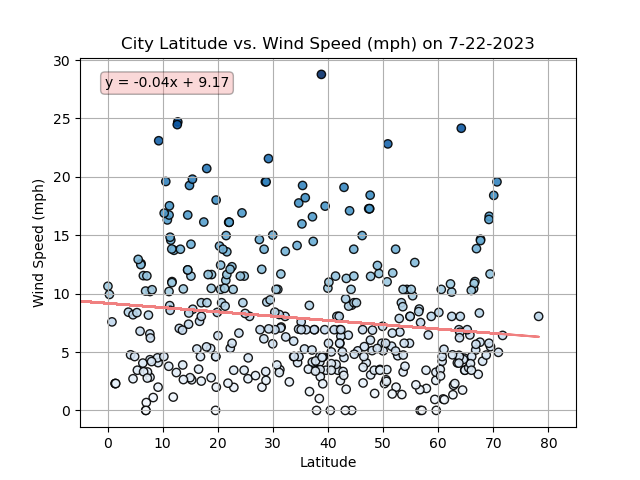 City Latitude vs. Wind Speed (mph) on 7-22-2023
y = -0.04x + 9.17
Wind Speed (mph)
30
25
20
15
10
5
0
0 10 20 30 40 50 60 70 80
Latitude